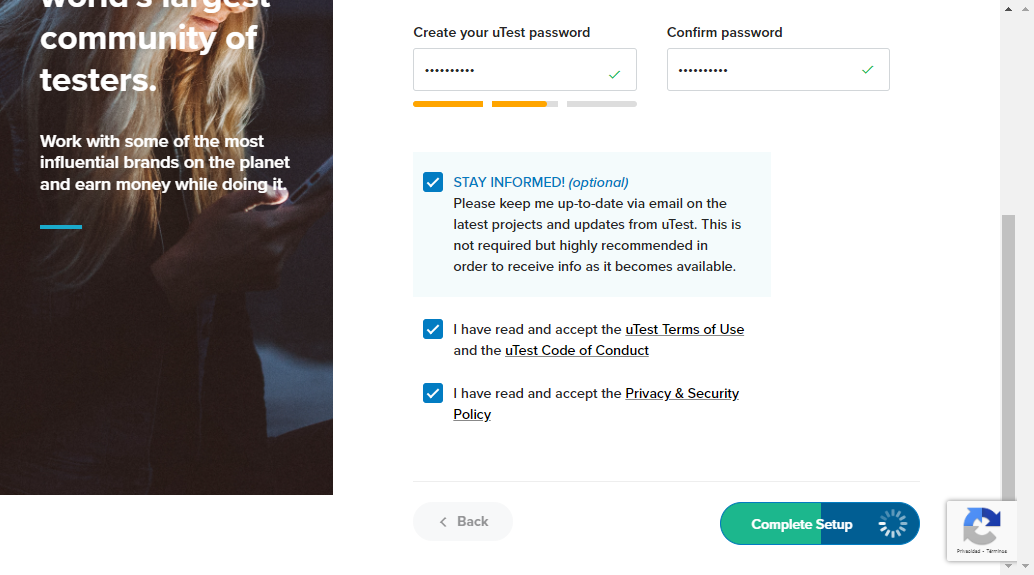 world's largest
community of
testers.
Work with some of the most
influential brands on the planet
and earn money while doing it.
Create your uTest password
Confirm password
••••••••••
••••••••••
STAY INFORMED! (optional)
Please keep me up-to-date via email on the
latest projects and updates from uTest. This is
not required but highly recommended in
order to receive info as it becomes available.
I have read and accept the uTest Terms of Use
and the uTest Code of Conduct
I have read and accept the Privacy & Security
Policy
Back
Complete Setup
Privacidad - Términos